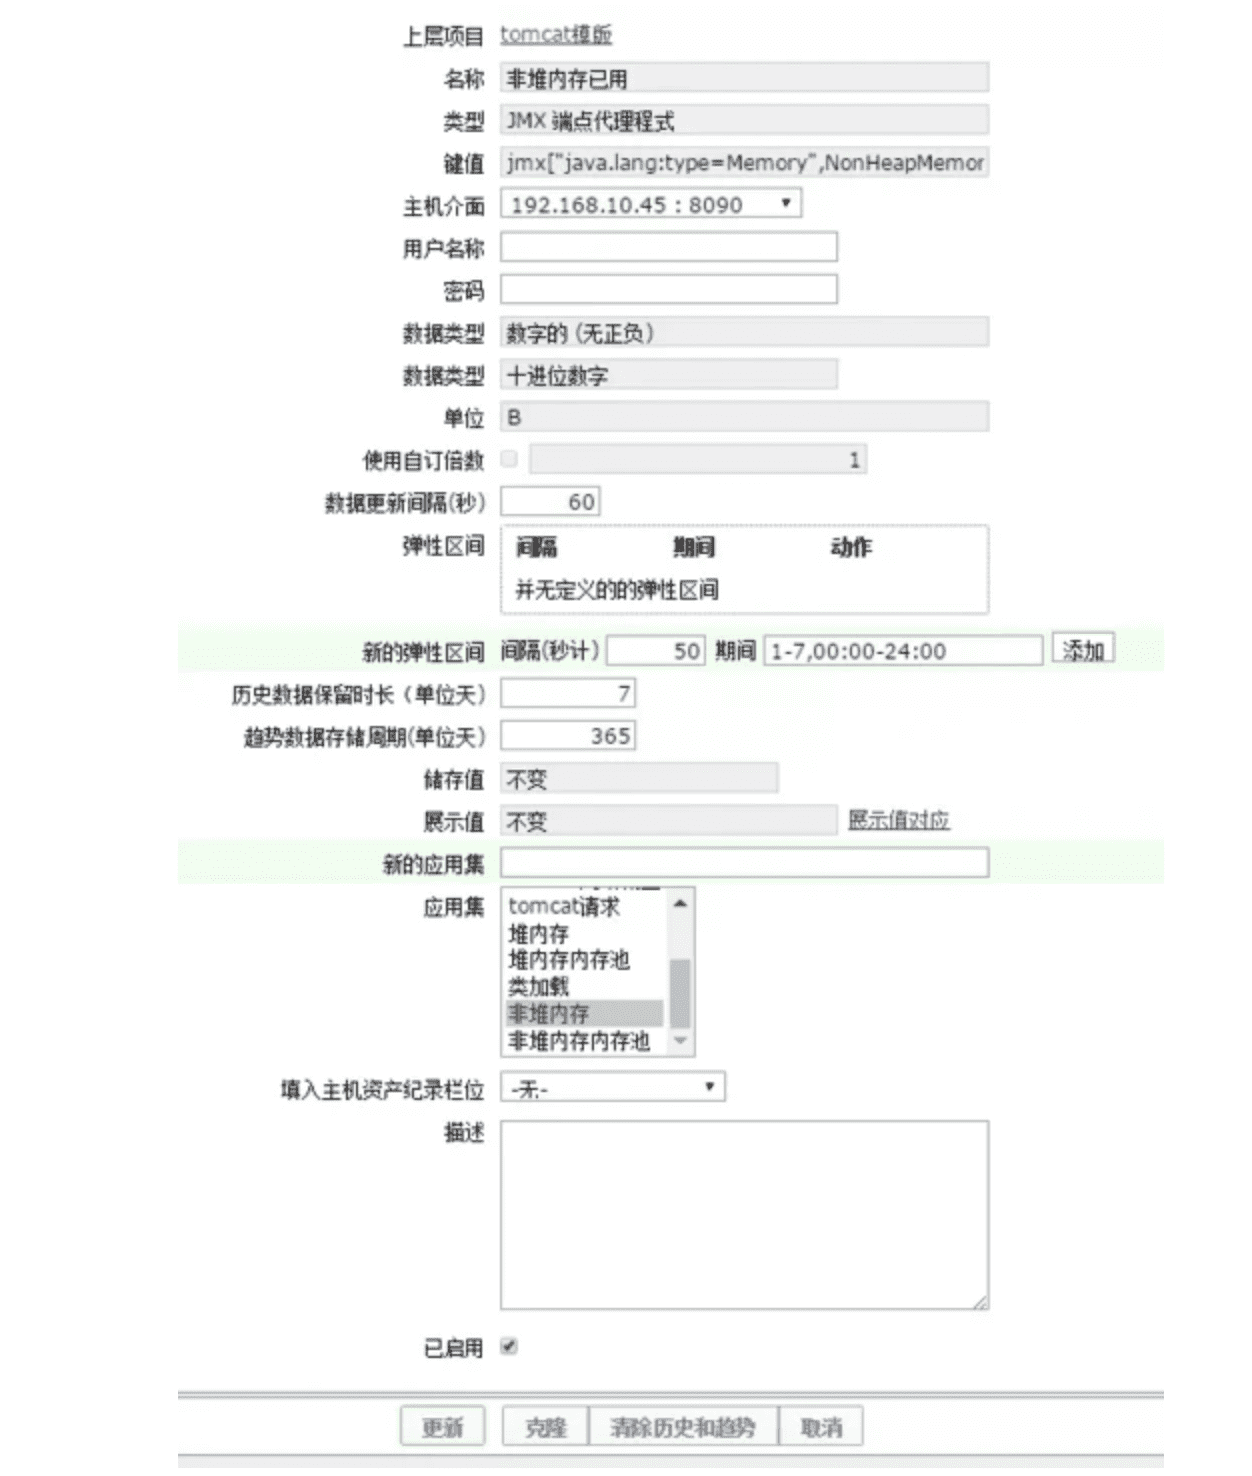 上层项目 tomcat模版
名称 非堆内存已用
类型 JMX 端点代理程式
键值 jmx["java.lang:type=Memory",NonHeapMemor
主机介面 192.168.10.45 : 8090
用户名称
密码
数据类型 数字的 (无正负)
数据类型 十进位数字
单位 B
使用自订倍数 1
数据更新间隔(秒) 60
弹性区间 间隔 期间 动作
并无定义的的弹性区间
新的弹性区间 间隔(秒计) 50 期间 1-7,00:00-24:00 添加
历史数据保留时长 (单位天) 7
趋势数据存储周期(单位天) 365
储存值 不变
展示值 不变 展示值对应
新的应用集
应用集 tomcat请求
堆内存
堆内存内存池
类加载
非堆内存
非堆内存内存池
填入主机资产纪录栏位 -无-
描述
已启用
更新 克隆 清除历史和趋势 取消